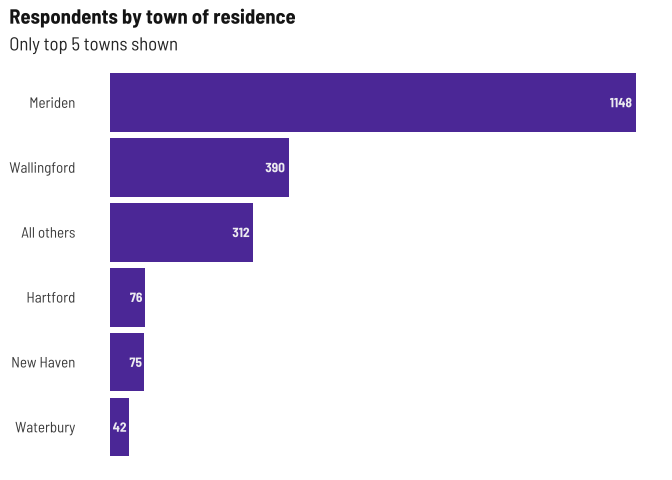 Respondents by town of residence
Only top 5 towns shown
Meriden 1148
Wallingford 390
All others 312
Hartford 76
New Haven 75
Waterbury 42